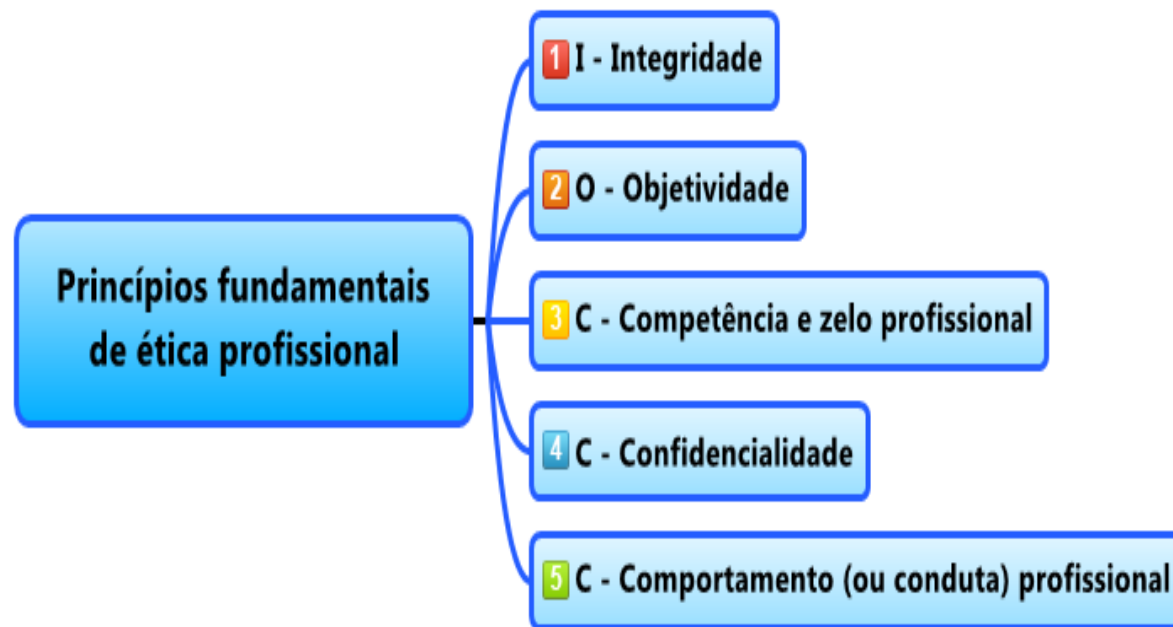 Princípios fundamentais
de ética profissional
1 I - Integridade
2 O - Objetividade
3 C - Competência e zelo profissional
4 C - Confidencialidade
5 C - Comportamento (ou conduta) profissional